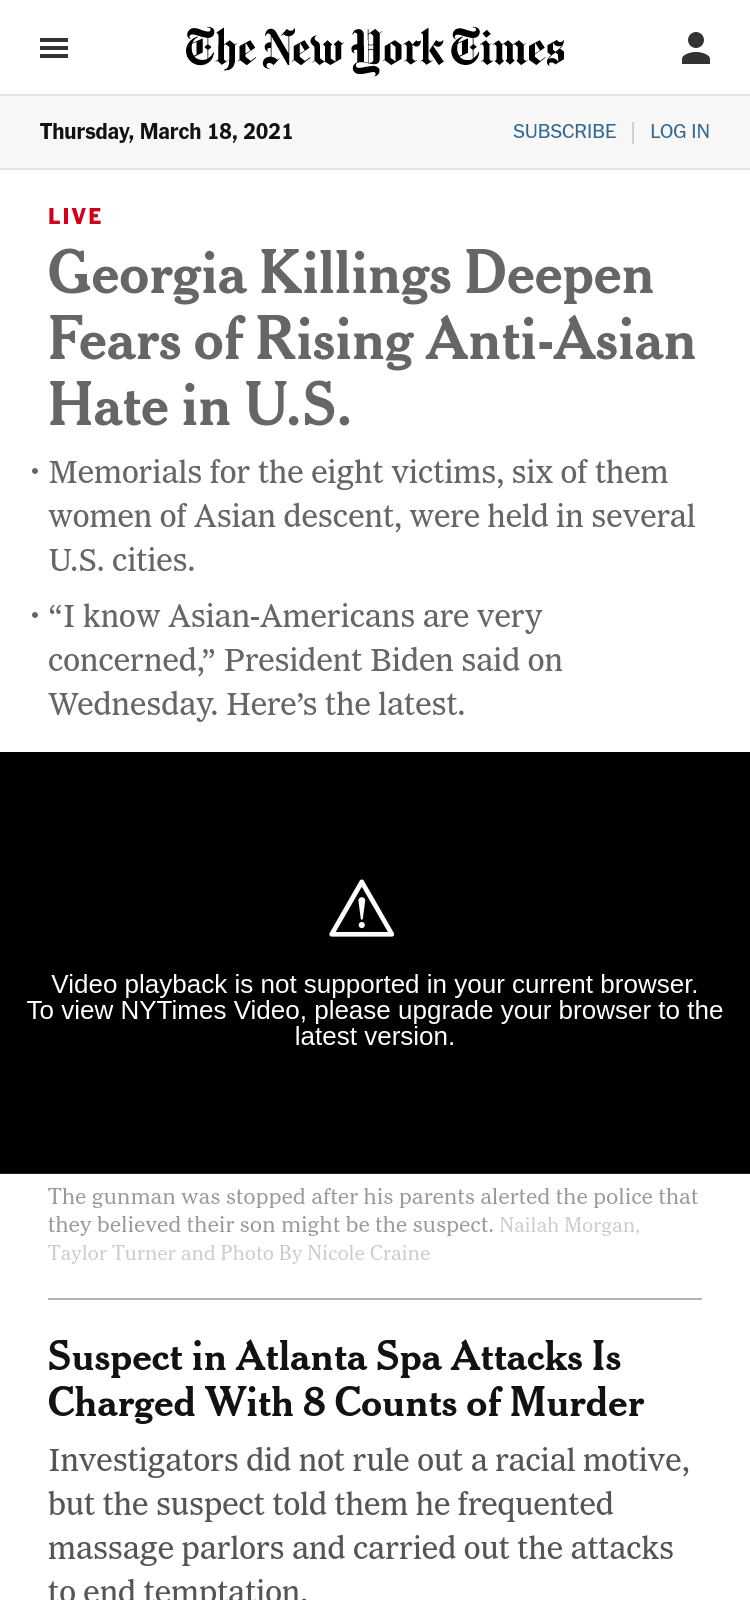 The New York Times
Thursday, March 18, 2021
SUBSCRIBE | LOG IN
LIVE
Georgia Killings Deepen
Fears of Rising Anti-Asian
Hate in U.S.
• Memorials for the eight victims, six of them
women of Asian descent, were held in several
U.S. cities.
• “I know Asian-Americans are very
concerned,” President Biden said on
Wednesday. Here’s the latest.
Video playback is not supported in your current browser.
To view NYTimes Video, please upgrade your browser to the
latest version.
The gunman was stopped after his parents alerted the police that
they believed their son might be the suspect. Nailah Morgan,
Taylor Turner and Photo By Nicole Craine
Suspect in Atlanta Spa Attacks Is
Charged With 8 Counts of Murder
Investigators did not rule out a racial motive,
but the suspect told them he frequented
massage parlors and carried out the attacks
to end temptation.